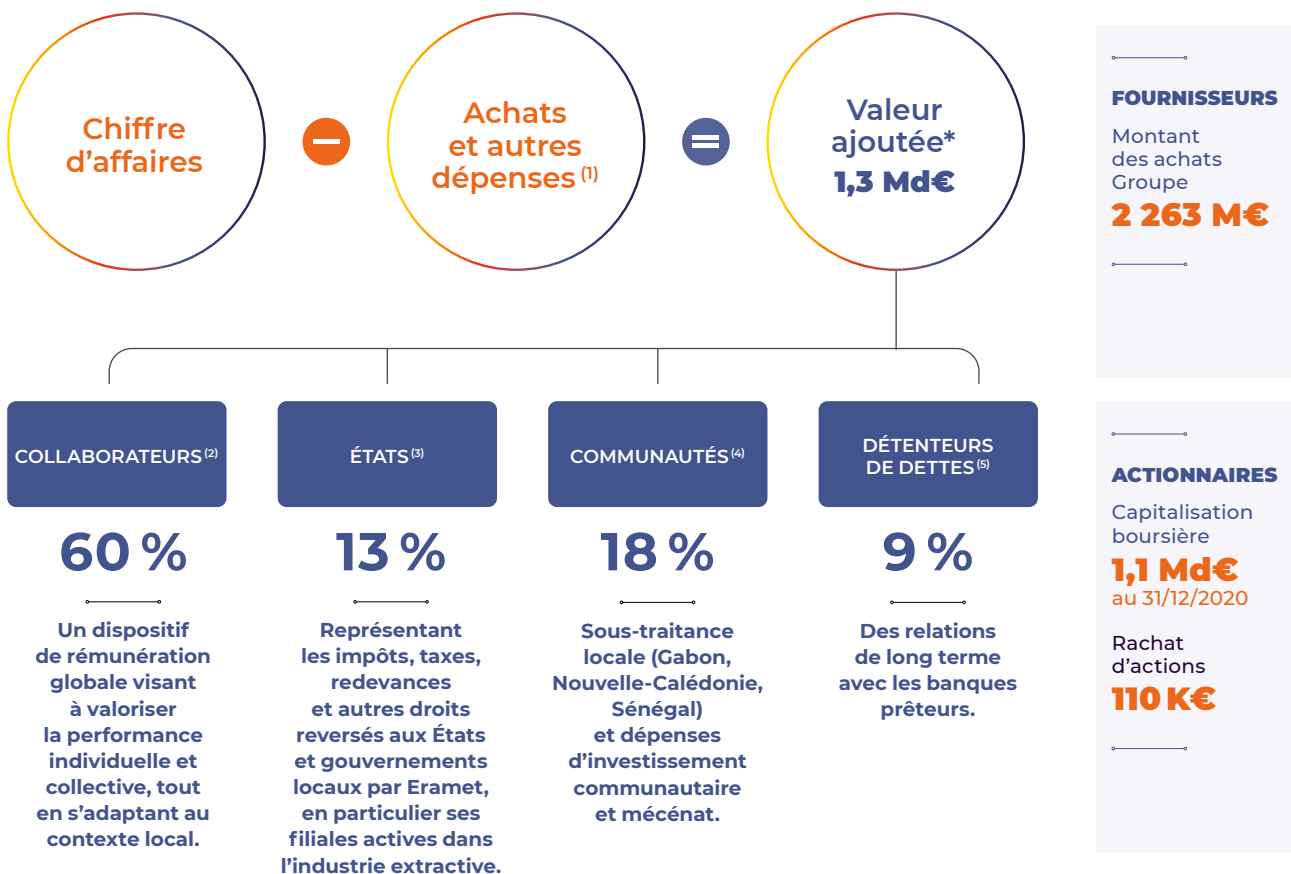 Chiffre
d'affaires
Achats
et autres
dépenses (1)
Valeur
ajoutée*
1,3 Md€
COLLABORATEURS (2)
60 %
Un dispositif
de rémunération
globale visant
à valoriser
la performance
individuelle et
collective, tout
en s'adaptant au
contexte local.
ÉTATS (3)
13 %
Représentant
les impôts, taxes,
redevances
et autres droits
reversés aux États
et gouvernements
locaux par Eramet,
en particulier ses
filiales actives dans
l'industrie extractive.
COMMUNAUTÉS (4)
18 %
Sous-traitance
locale (Gabon,
Nouvelle-Calédonie,
Sénégal)
et dépenses
d'investissement
communautaire
et mécénat.
DÉTENTEURS
DE DETTES (5)
9 %
Des relations
de long terme
avec les banques
prêteurs.
FOURNISSEURS
Montant
des achats
Groupe
2 263 M€
ACTIONNAIRES
Capitalisation
boursière
1,1 Md€
au 31/12/2020
Rachat
d'actions
110 K€